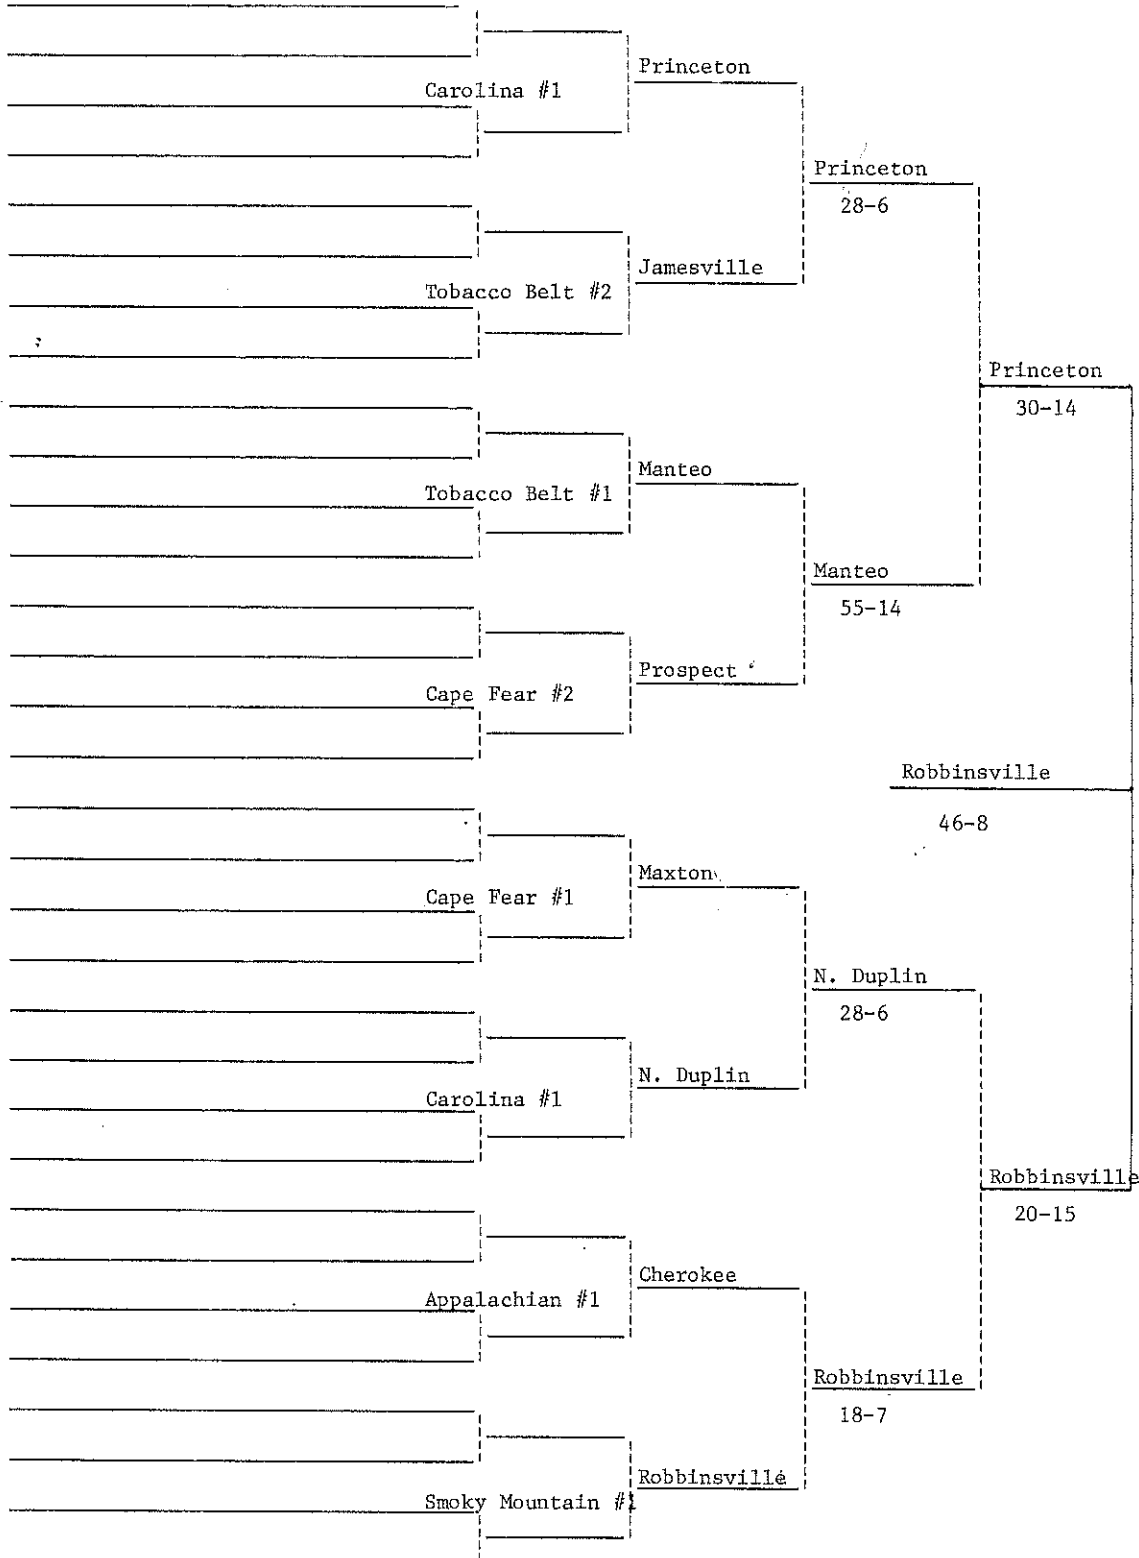 Princeton
Carolina #1
Princeton
28-6
Jamesville
Tobacco Belt #2
Princeton
30-14
Manteo
Tobacco Belt #1
Manteo
55-14
Prospect
Cape Fear #2
Robbinsville
46-8
Maxton
Cape Fear #1
N. Duplin
28-6
N. Duplin
Carolina #1
Robbinsville
20-15
Cherokee
Appalachian #1
Robbinsville
18-7
Robbinsville
Smoky Mountain #1